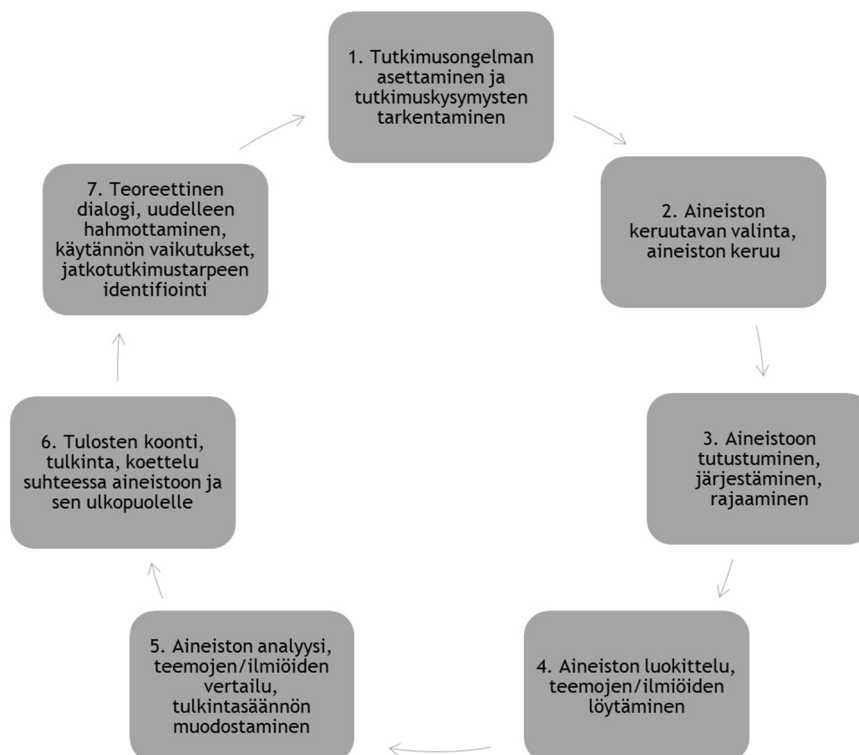 1. Tutkimusongelman
asettaminen ja
tutkimuskysymysten
tarkentaminen
2. Aineiston
keruutavan valinta,
aineiston keruu
3. Aineistoon
tutustuminen,
järjestäminen,
rajaaminen
4. Aineiston luokittelu,
teemojen/ilmiöiden
löytäminen
5. Aineiston analyysi,
teemojen/ilmiöiden
vertailu,
tulkintasäännön
muodostaminen
6. Tulosten koonti,
tulkinta, koettelu
suhteessa aineistoon ja
sen ulkopuolelle
7. Teoreettinen
dialogi, uudelleen
hahmottaminen,
käytännön vaikutukset,
jatkotutkimustarpeen
identifiointi